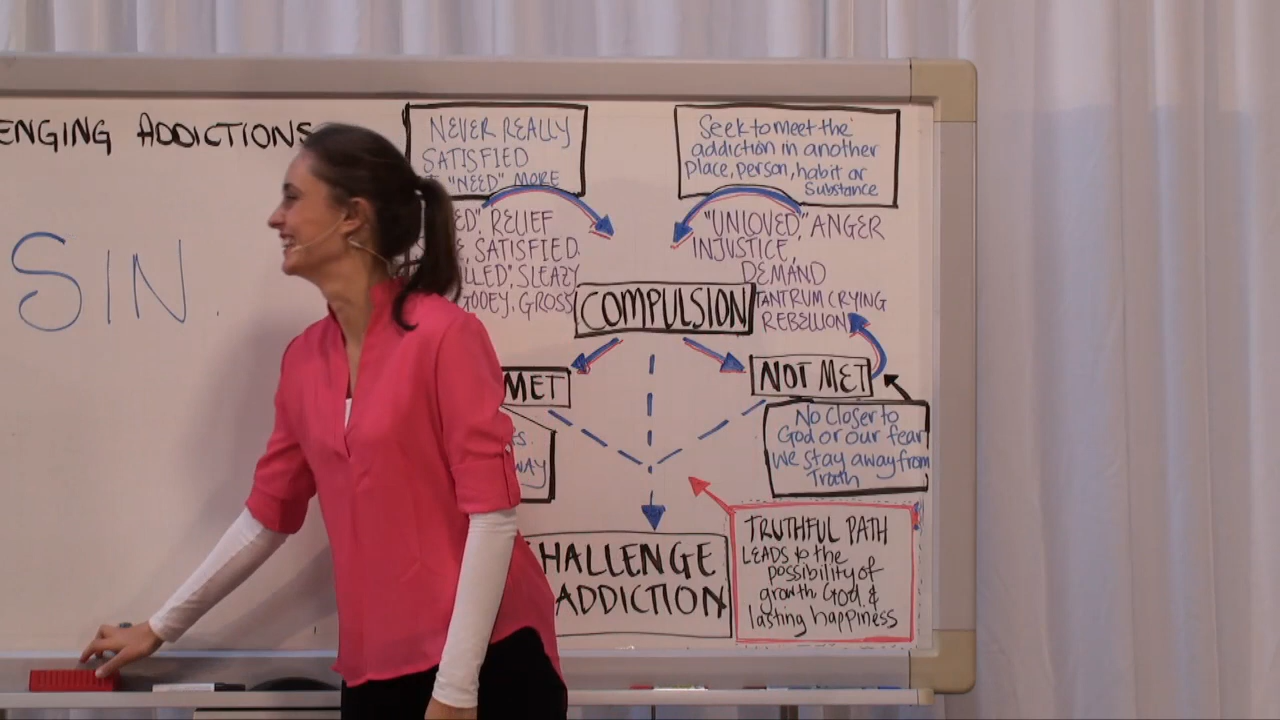 ENGING ADDICTIONS
SIN.
NEVER REALLY
SATISFIED
"NEED" MORE
Seek to meet the
addiction in another
place, person, habit or
Substance
ED", RELIEF
SATISFIED.
LLED", SLEAZY
GOOEY, GROSS
"UNLOVED", ANGER
INJUSTICE,
DEMAND
TANTRUM CRYING
REBELLION
COMPULSION
MET
NOT MET
WAY
No closer to
God or our fear
we stay away from
Truth
HALLENGE
ADDICTION
TRUTHFUL PATH
LEADS to the
possibility of
growth, God, &
lasting happiness